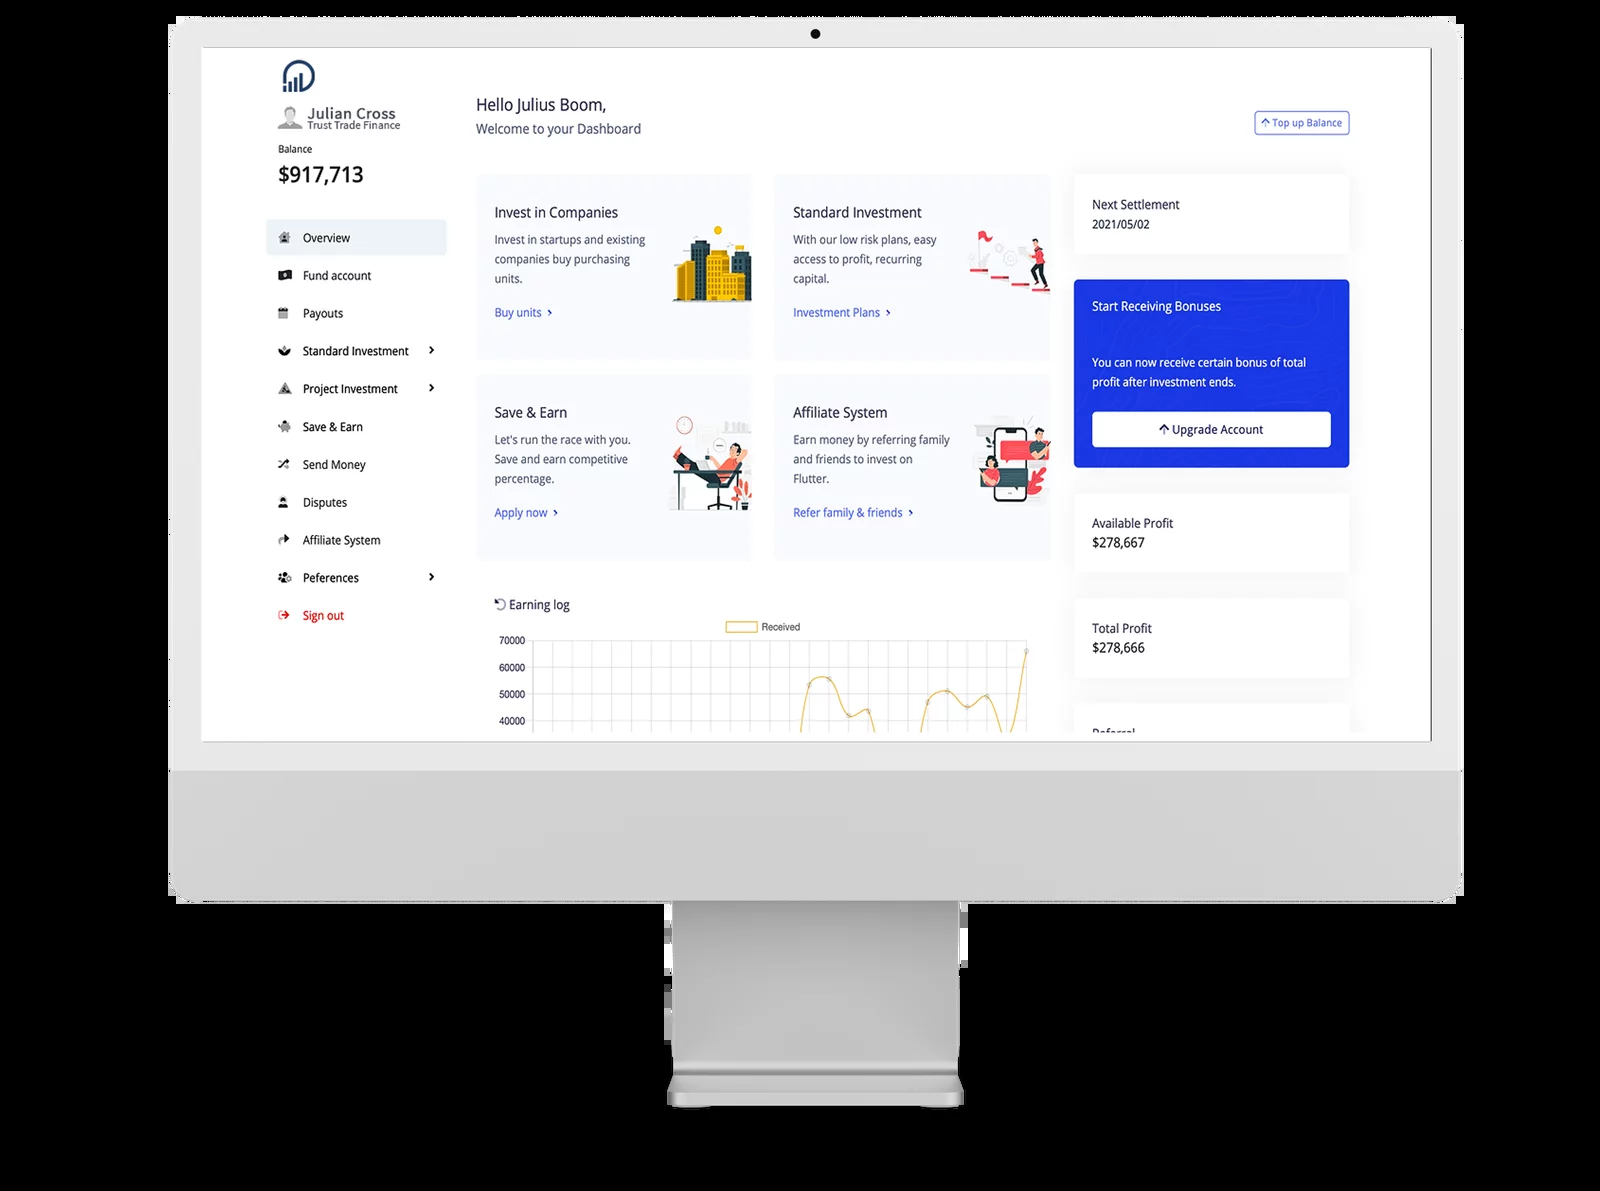 Julian Cross
Trust Trade Finance
Balance
$917,713
Overview
Fund account
Payouts
Standard Investment
Project Investment
Save & Earn
Send Money
Disputes
Affiliate System
Peferences
Sign out
Hello Julius Boom,
Welcome to your Dashboard
Top up Balance
Invest in Companies
Invest in startups and existing
companies buy purchasing
units.
Buy units
Standard Investment
With our low risk plans, easy
access to profit, recurring
capital.
Investment Plans
Save & Earn
Let's run the race with you.
Save and earn competitive
percentage.
Apply now
Affiliate System
Earn money by referring family
and friends to invest on
Flutter.
Refer family & friends
Earning log
Received
70000
60000
50000
40000
Next Settlement
2021/05/02
Start Receiving Bonuses
You can now receive certain bonus of total
profit after investment ends.
Upgrade Account
Available Profit
$278,667
Total Profit
$278,666
Referral